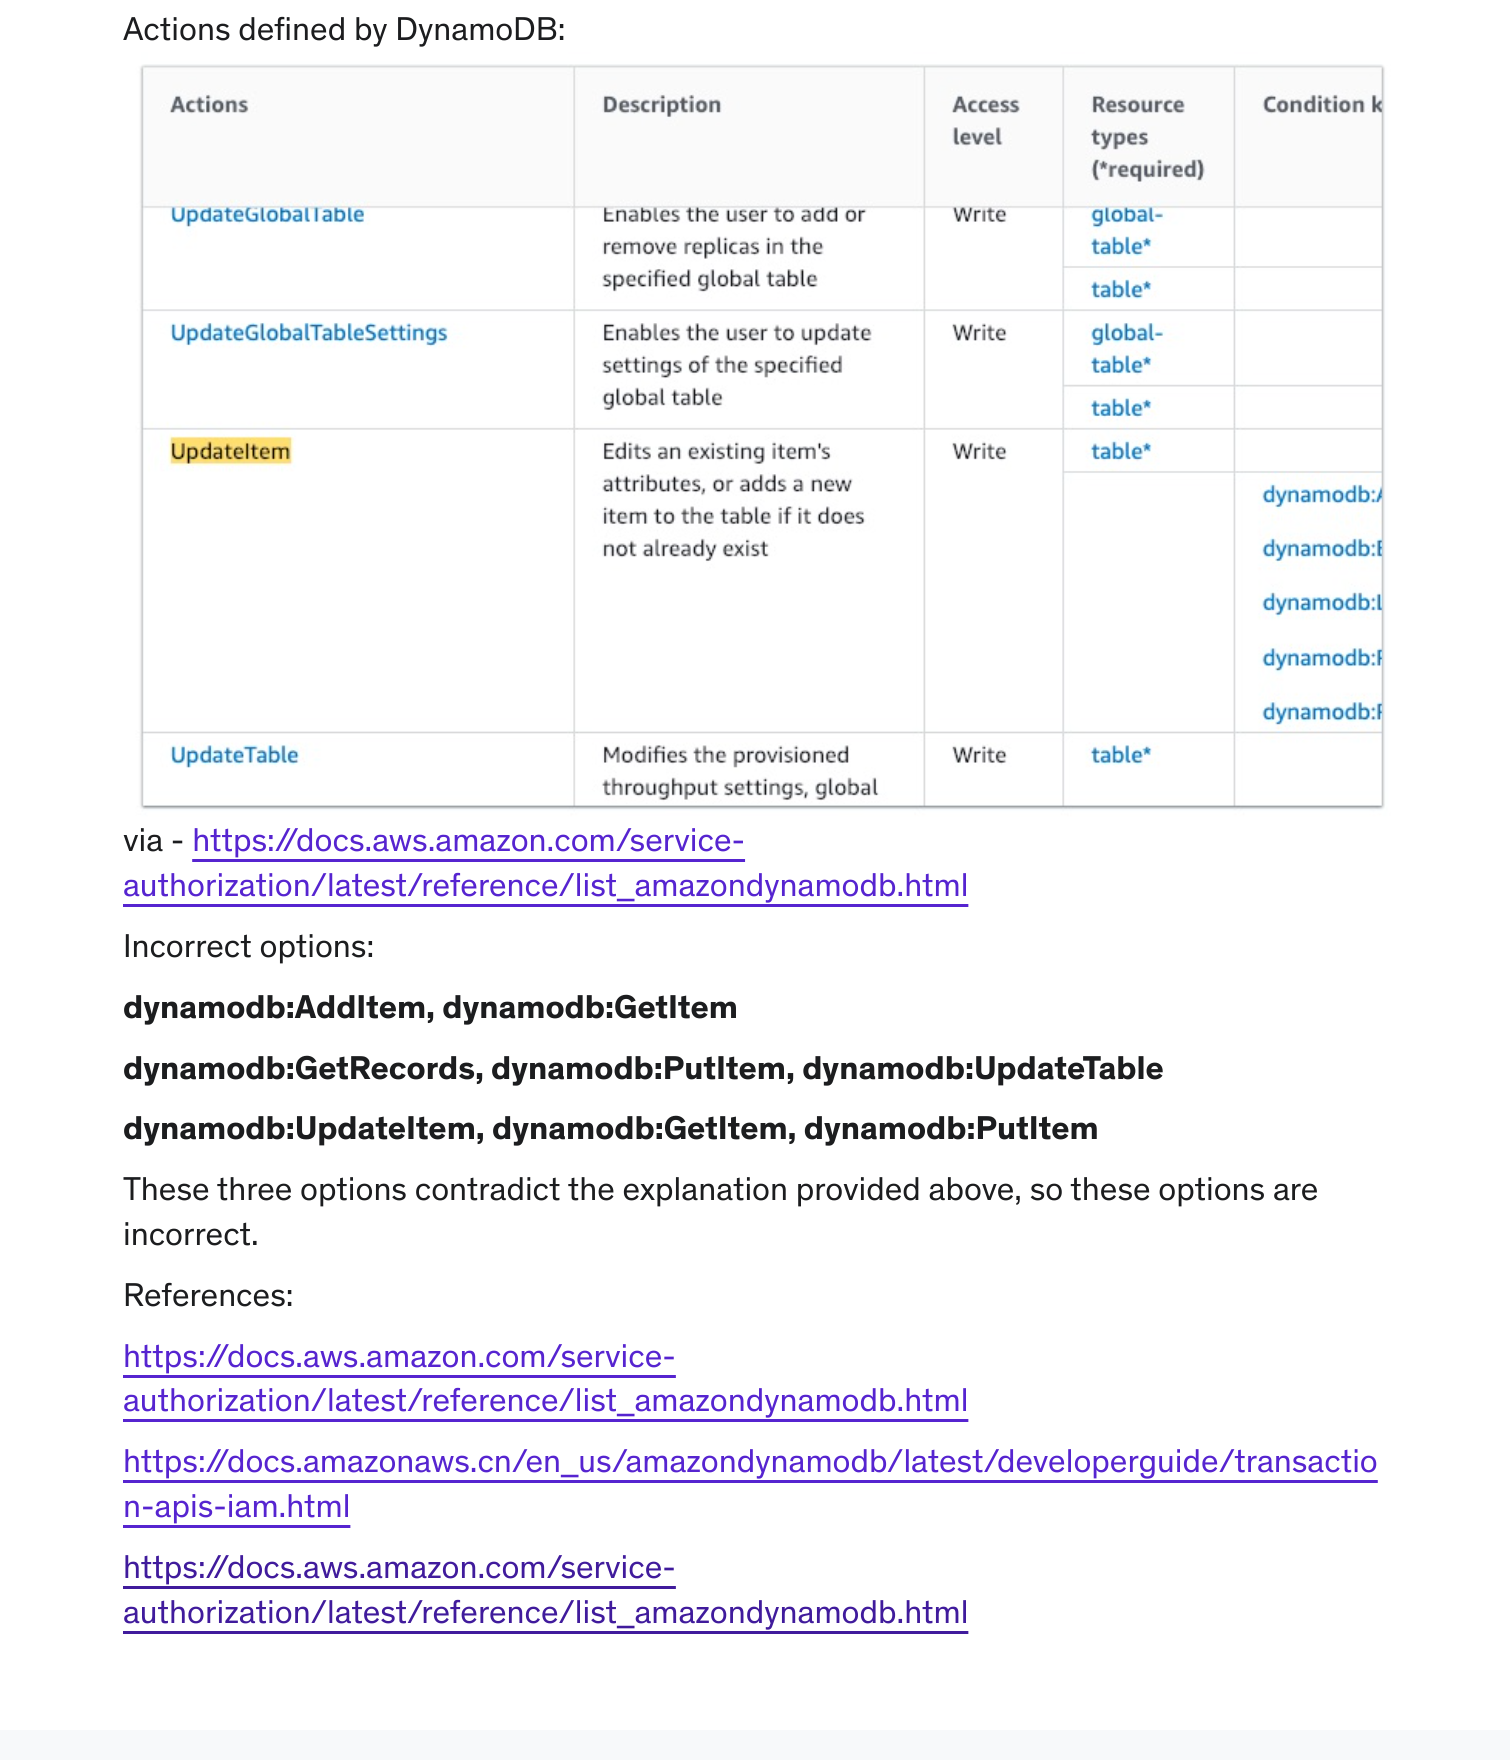 Actions defined by DynamoDB:
Actions
Description
Access
level
Resource
types
(*required)
Condition k
UpdateGlobalTable
Enables the user to add or
remove replicas in the
specified global table
Write
global-
table*
table*
UpdateGlobalTableSettings
Enables the user to update
settings of the specified
global table
Write
global-
table*
table*
UpdateItem
Edits an existing item's
attributes, or adds a new
item to the table if it does
not already exist
Write
table*
dynamodb:
dynamodb:
dynamodb:
dynamodb:
dynamodb:
UpdateTable
Modifies the provisioned
throughput settings, global
Write
table*
via - https://docs.aws.amazon.com/service-
authorization/latest/reference/list_amazondynamodb.html
Incorrect options:
dynamodb:AddItem, dynamodb:GetItem
dynamodb:GetRecords, dynamodb:PutItem, dynamodb:UpdateTable
dynamodb:UpdateItem, dynamodb:GetItem, dynamodb:PutItem
These three options contradict the explanation provided above, so these options are
incorrect.
References:
https://docs.aws.amazon.com/service-
authorization/latest/reference/list_amazondynamodb.html
https://docs.amazonaws.cn/en_us/amazondynamodb/latest/developerguide/transactio
n-apis-iam.html
https://docs.aws.amazon.com/service-
authorization/latest/reference/list_amazondynamodb.html